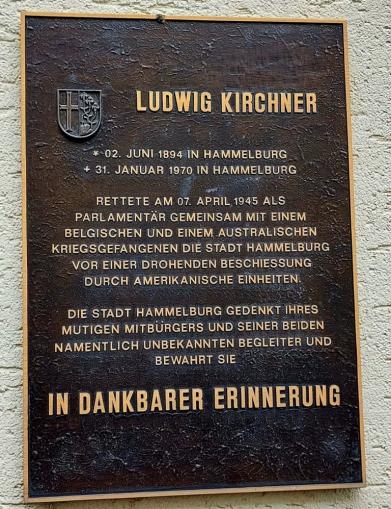 LUDWIG KIRCHNER
* 02. JUNI 1894 IN HAMMELBURG
+ 31. JANUAR 1970 IN HAMMELBURG
RETTETE AM 07. APRIL 1945 ALS
PARLAMENTÄR GEMEINSAM MIT EINEM
BELGISCHEN UND EINEM AUSTRALISCHEN
KRIEGSGEFANGENEN DIE STADT HAMMELBURG
VOR EINER DROHENDEN BESCHIESSUNG
DURCH AMERIKANISCHE EINHEITEN.
DIE STADT HAMMELBURG GEDENKT IHRES
MUTIGEN MITBÜRGERS UND SEINER BEIDEN
NAMENTLICH UNBEKANNTEN BEGLEITER UND
BEWAHRT SIE
IN DANKBARER ERINNERUNG